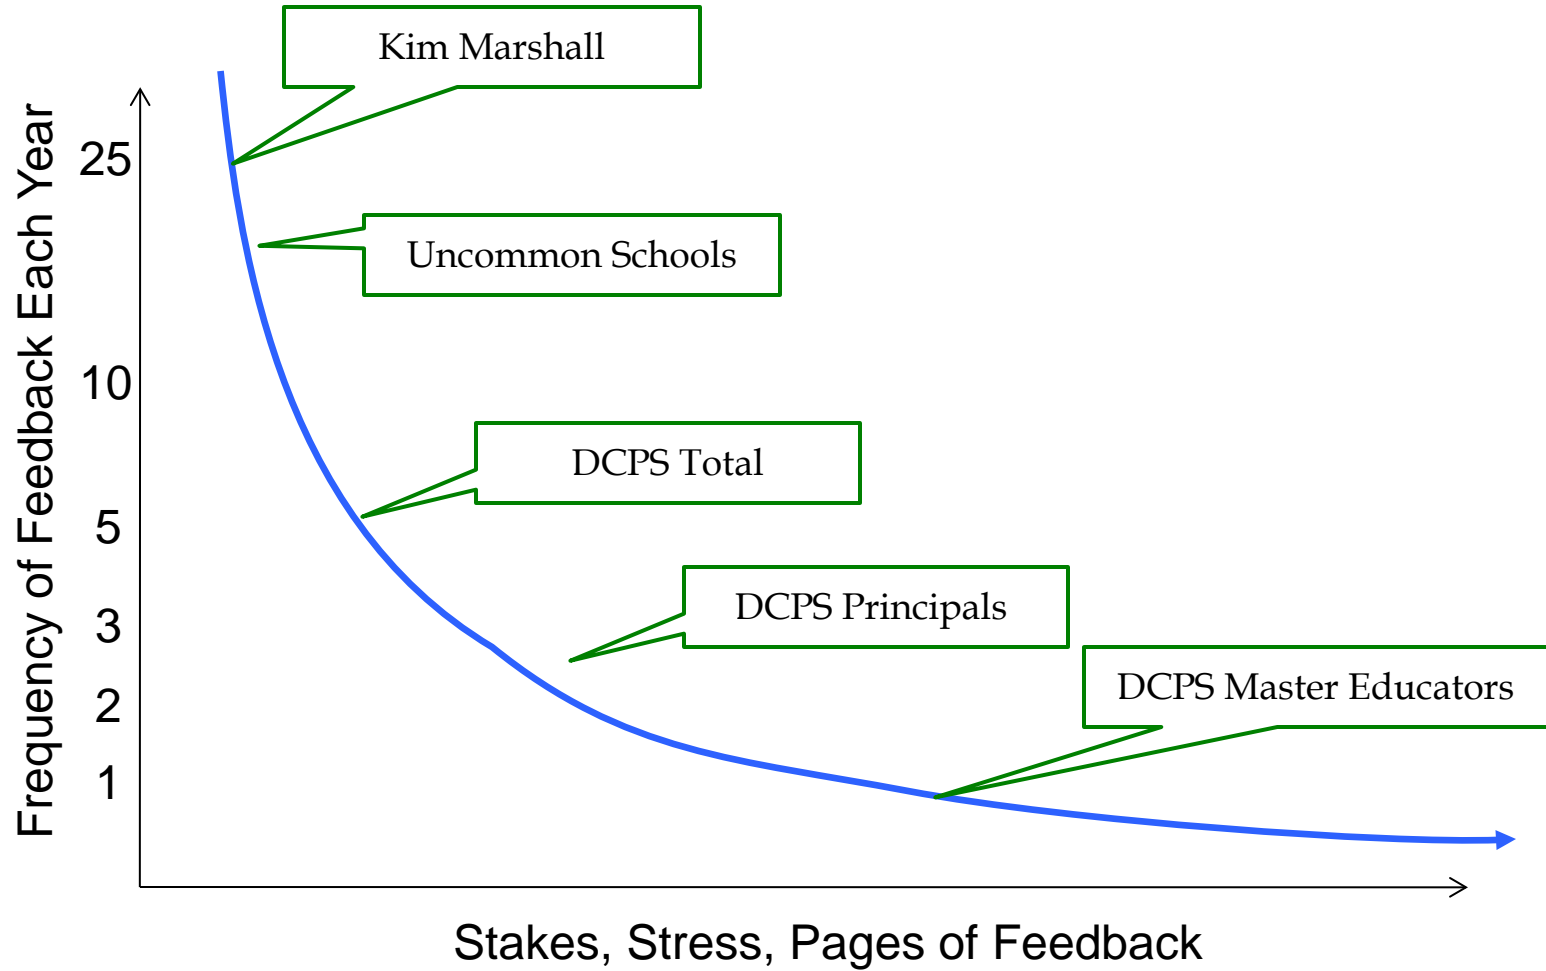 Kim Marshall
25
Uncommon Schools
10
DCPS Total
5
DCPS Principals
3
DCPS Master Educators
2
1
Frequency of Feedback Each Year
Stakes, Stress, Pages of Feedback